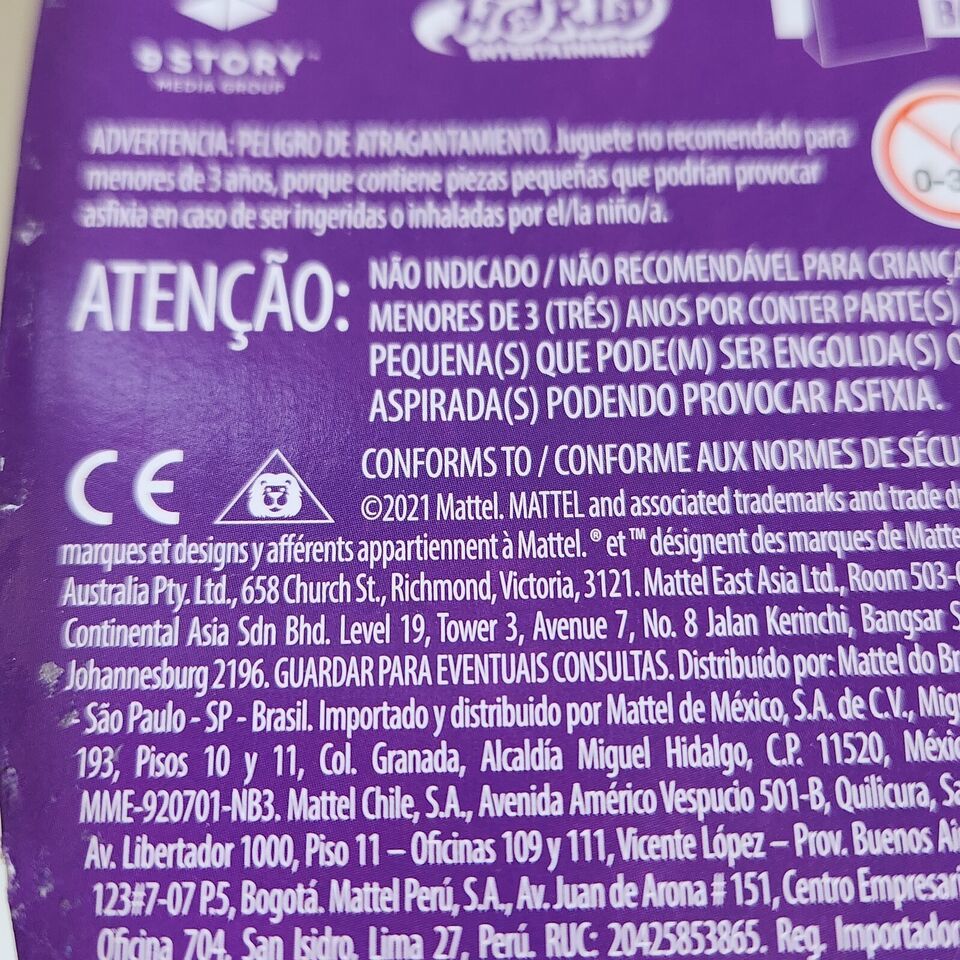 9 STORY
MEDIA GROUP
WORLD
ENTERTAINMENT
ADVERTENCIA: PELIGRO DE ATRAGANTAMIENTO. Juguete no recomendado para
menores de 3 años, porque contiene piezas pequeñas que podrían provocar
asfixia en caso de ser ingeridas o inhaladas por el/la niño/a.
0-3
ATENÇÃO:
NÃO INDICADO / NÃO RECOMENDÁVEL PARA CRIANÇA
MENORES DE 3 (TRÊS) ANOS POR CONTER PARTE(S)
PEQUENA(S) QUE PODE(M) SER ENGOLIDA(S) O
ASPIRADA(S) PODENDO PROVOCAR ASFIXIA.
CE
CONFORMS TO / CONFORME AUX NORMES DE SÉCU
©2021 Mattel. MATTEL and associated trademarks and trade d
marques et designs y afférents appartiennent à Mattel. ® et ™ désignent des marques de Matte
Australia Pty. Ltd., 658 Church St., Richmond, Victoria, 3121. Mattel East Asia Ltd., Room 503-
Continental Asia Sdn Bhd. Level 19, Tower 3, Avenue 7, No. 8 Jalan Kerinchi, Bangsar S
Johannesburg 2196. GUARDAR PARA EVENTUAIS CONSULTAS. Distribuído por: Mattel do Br
- São Paulo - SP - Brasil. Importado y distribuido por Mattel de México, S.A. de C.V., Mig
193, Pisos 10 y 11, Col. Granada, Alcaldía Miguel Hidalgo, C.P. 11520, Méxic
MME-920701-NB3. Mattel Chile, S.A., Avenida Américo Vespucio 501-B, Quilicura, Sa
Av. Libertador 1000, Piso 11 – Oficinas 109 y 111, Vicente López – Prov. Buenos Ai
123#7-07 P.5, Bogotá. Mattel Perú, S.A., Av. Juan de Arona # 151, Centro Empresari
Oficina 704, San Isidro, Lima 27, Perú. RUC: 20425853865. Reg. Importador